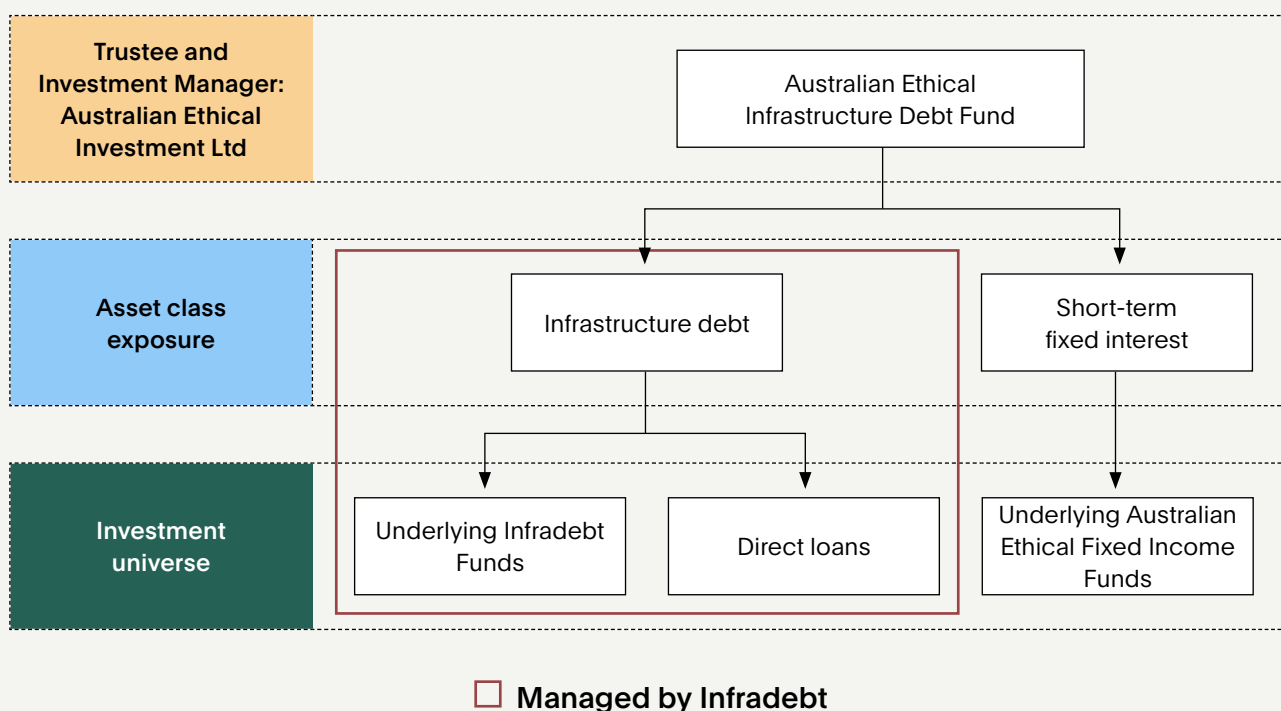 Trustee and
Investment Manager:
Australian Ethical
Investment Ltd
Australian Ethical
Infrastructure Debt Fund
Asset class
exposure
Infrastructure debt
Short-term
fixed interest
Investment
universe
Underlying Infradebt
Funds
Direct loans
Underlying Australian
Ethical Fixed Income
Funds
Managed by Infradebt